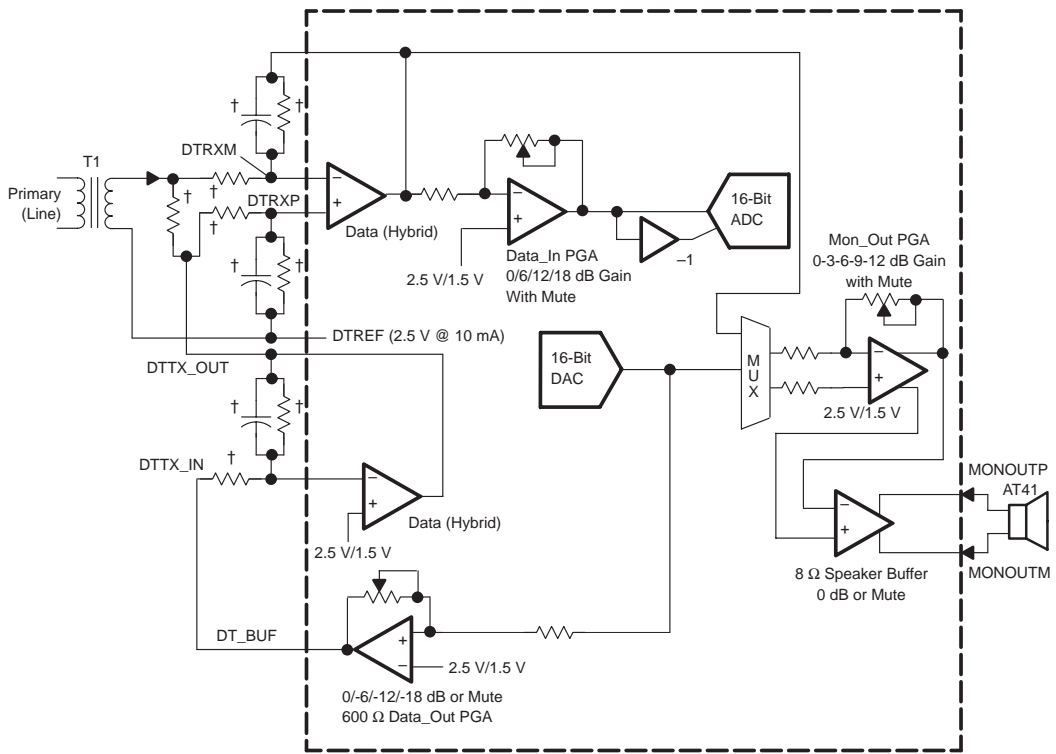 †
†
DTRXM
T1
Primary
(Line)
†
†
DTRXP
†
−
+
Data (Hybrid)
−
+
2.5 V/1.5 V
Data_In PGA
0/6/12/18 dB Gain
With Mute
–1
16-Bit
ADC
Mon_Out PGA
0-3-6-9-12 dB Gain
with Mute
†
†
DTREF (2.5 V @ 10 mA)
DTTX_OUT
16-Bit
DAC
M
U
X
−
+
2.5 V/1.5 V
†
†
DTTX_IN
†
−
+
Data (Hybrid)
2.5 V/1.5 V
MONOUTP
AT41
−
+
MONOUTM
8 Ω Speaker Buffer
0 dB or Mute
DT_BUF
+
−
2.5 V/1.5 V
0/-6/-12/-18 dB or Mute
600 Ω Data_Out PGA